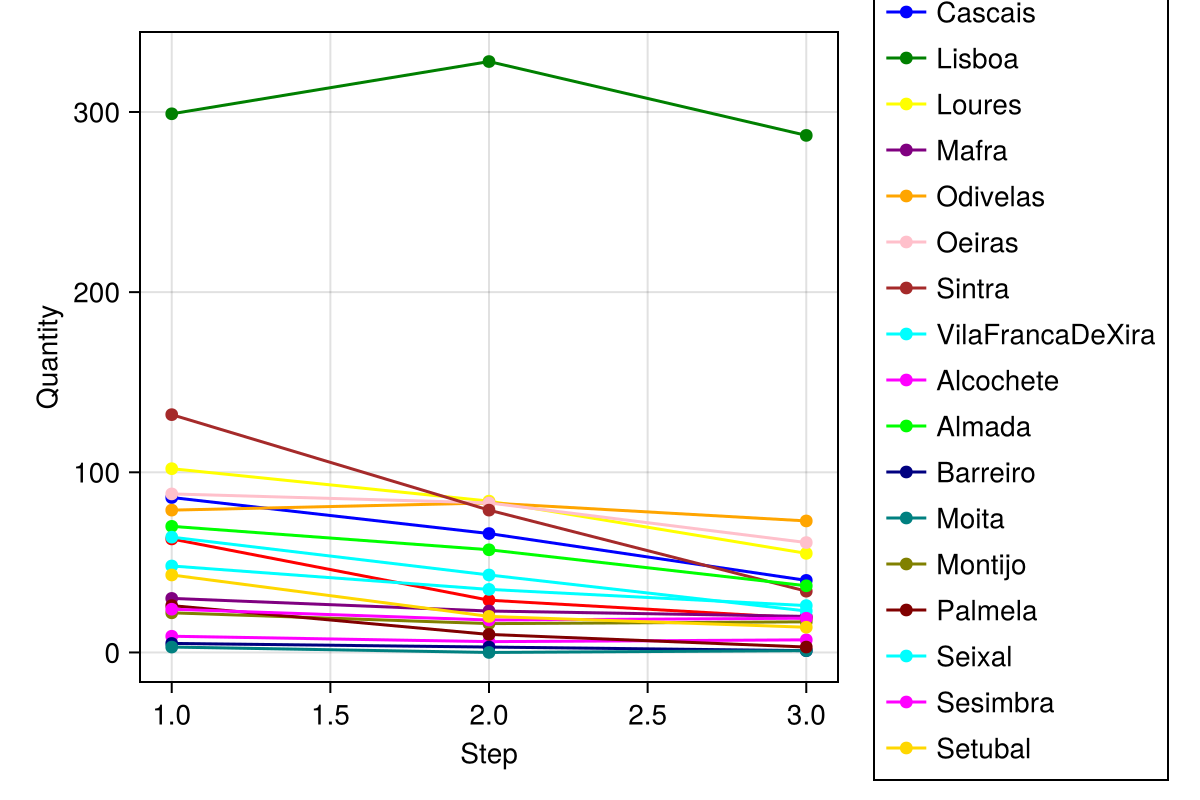 300
200
100
0
Quantity
1.0
1.5
2.0
2.5
3.0
Step
Cascais
Lisboa
Loures
Mafra
Odivelas
Oeiras
Sintra
VilaFrancaDeXira
Alcochete
Almada
Barreiro
Moita
Montijo
Palmela
Seixal
Sesimbra
Setubal